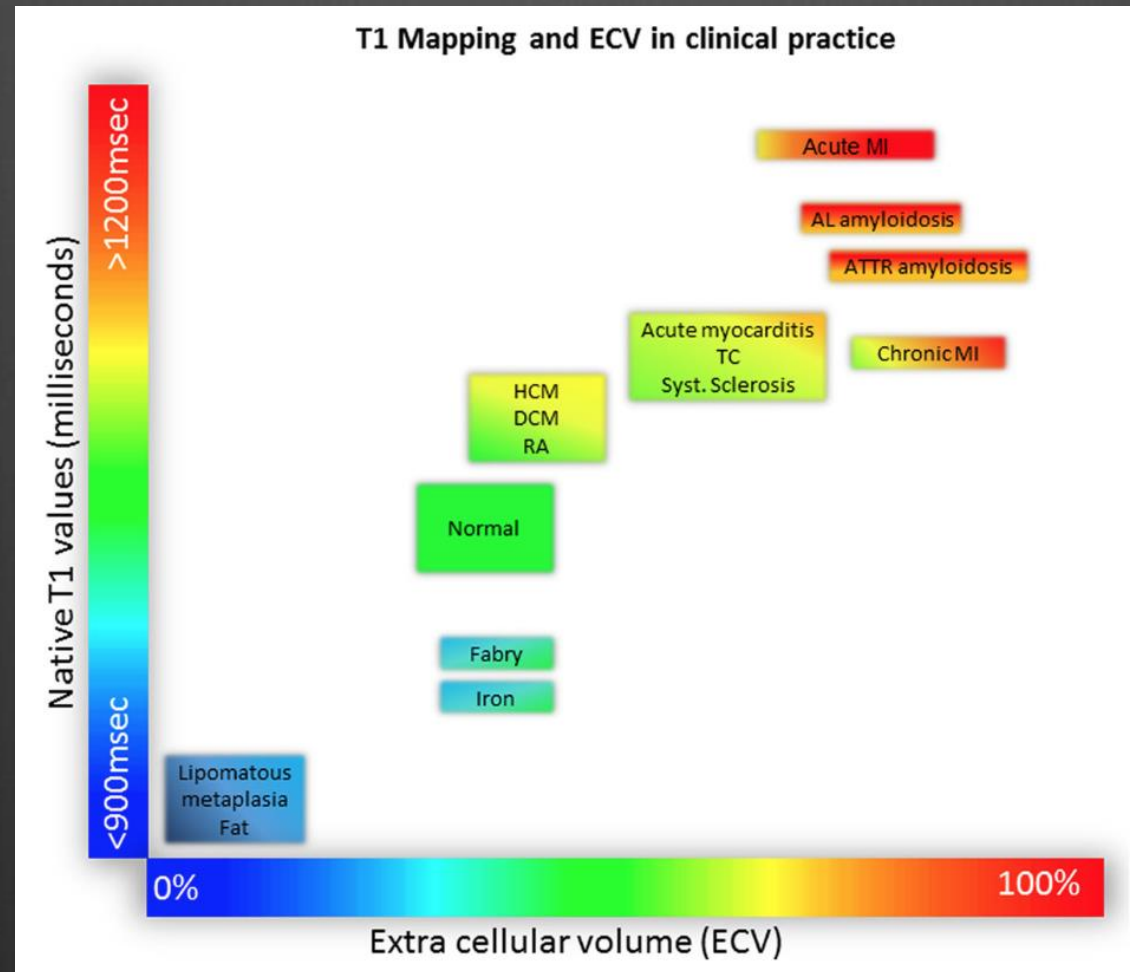 T1 Mapping and ECV in clinical practice
Native T1 values (milliseconds)
>1200msec
<900msec
Acute MI
AL amyloidosis
ATTR amyloidosis
Acute myocarditis
TC
Syst. Sclerosis
Chronic MI
HCM
DCM
RA
Normal
Fabry
Iron
Lipomatous
metaplasia
Fat
0%
100%
Extra cellular volume (ECV)